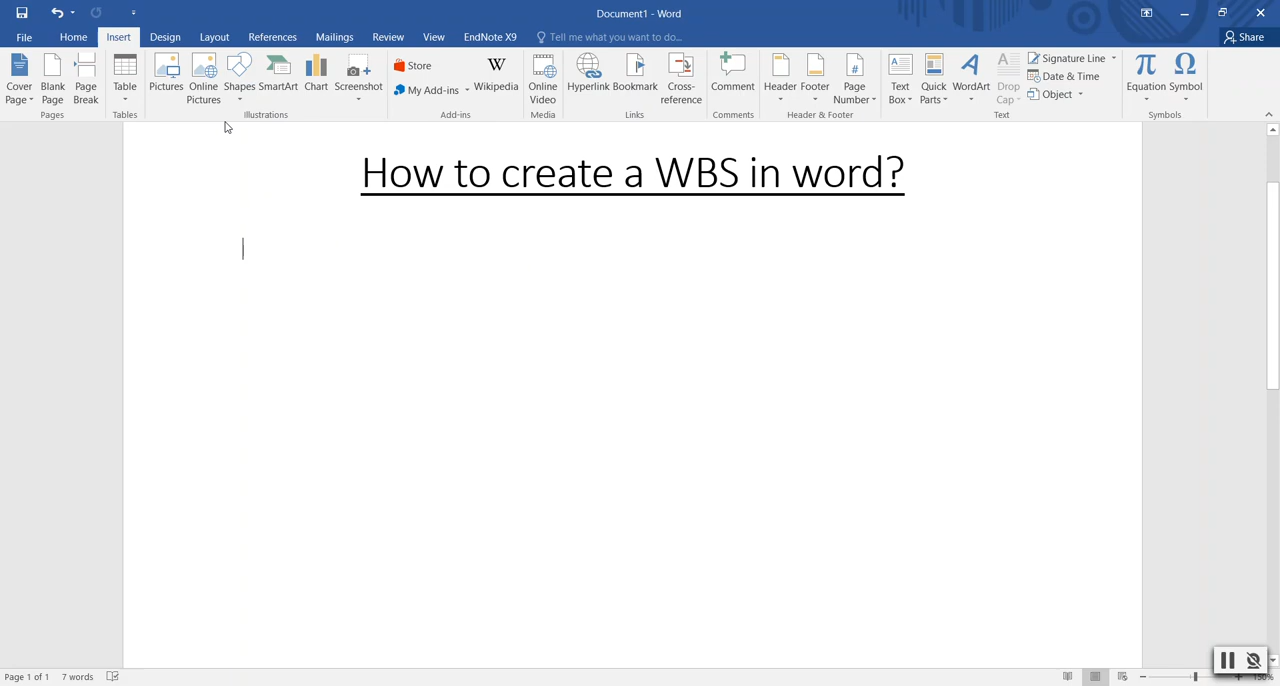 Document1 - Word
File Home Insert Design Layout References Mailings Review View EndNote X9 Tell me what you want to do... Share
Cover Page Blank Page Page Break Table Pictures Online Pictures Shapes SmartArt Chart Screenshot Store My Add-ins W Wikipedia Online Video Hyperlink Bookmark Cross-reference Comment Header Footer # Page Number A Text Box Quick Parts A WordArt A Drop Cap Signature Line Date & Time Object π Equation Ω Symbol
Pages Tables Illustrations Add-ins Media Links Comments Header & Footer Text Symbols
How to create a WBS in word?
Page 1 of 1 7 words 150%